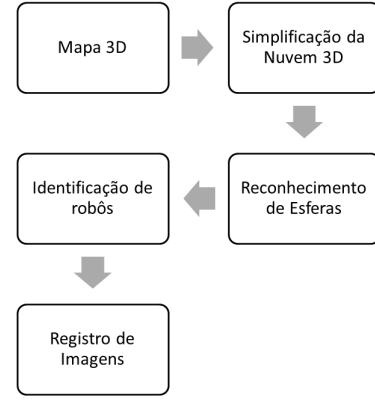 Mapa 3D
Simplificação da
Nuvem 3D
Reconhecimento
de Esferas
Identificação de
robôs
Registro de
Imagens